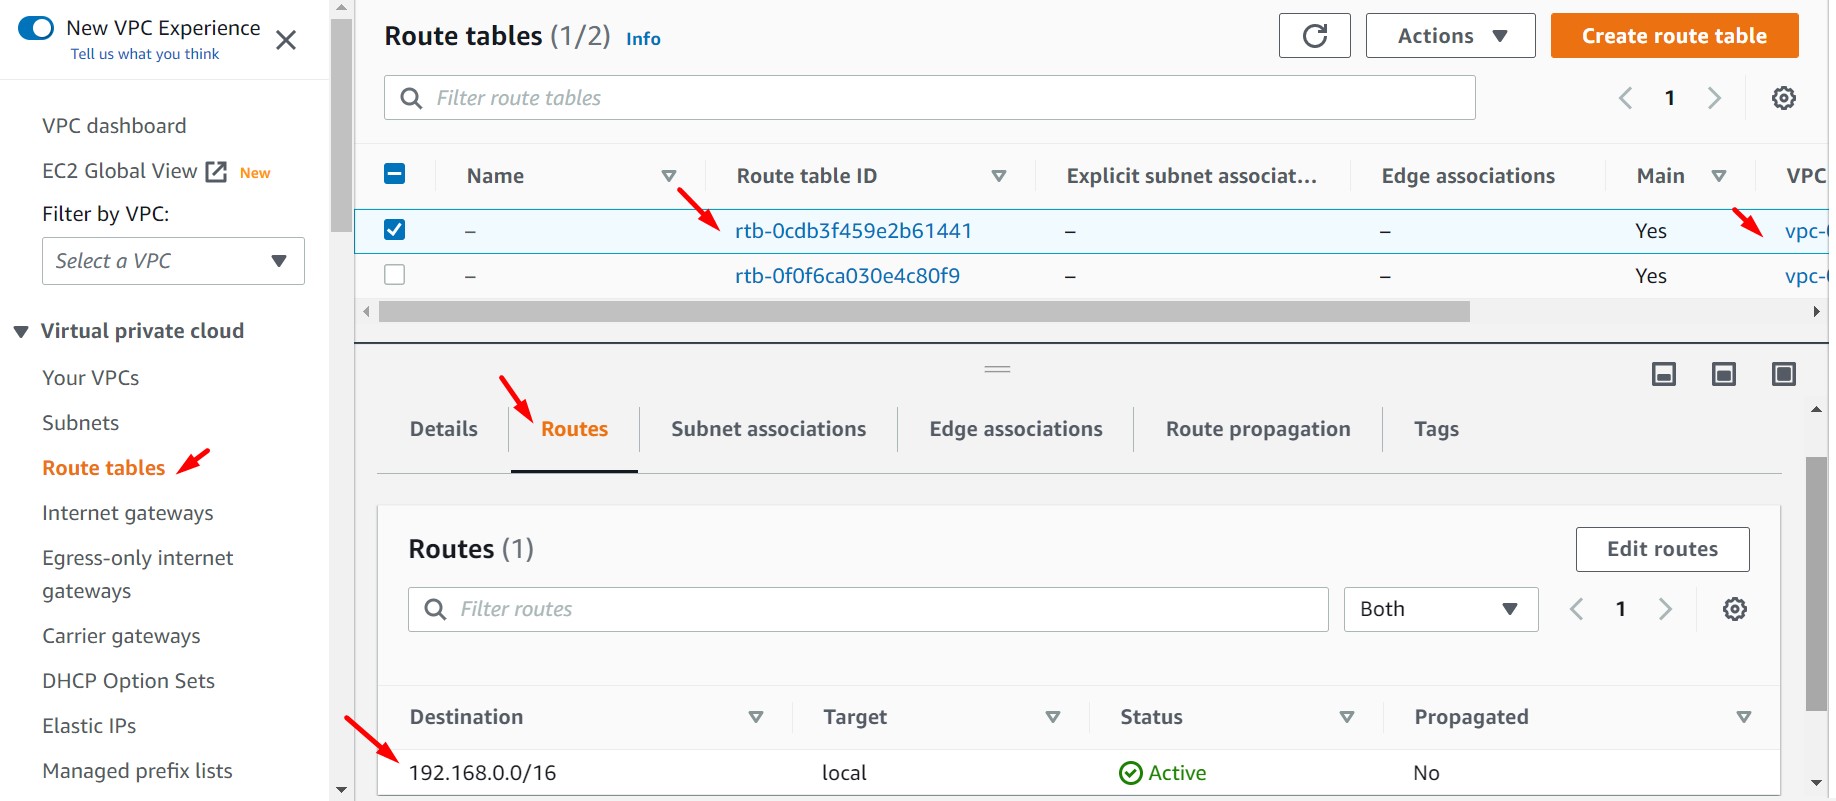 New VPC Experience
Tell us what you think
VPC dashboard
EC2 Global View New
Filter by VPC:
Select a VPC
Virtual private cloud
Your VPCs
Subnets
Route tables
Internet gateways
Egress-only internet
gateways
Carrier gateways
DHCP Option Sets
Elastic IPs
Managed prefix lists
Route tables (1/2) Info
Actions
Create route table
Filter route tables
1
Name Route table ID Explicit subnet associat... Edge associations Main VPC
– rtb-0cdb3f459e2b61441 – – Yes vpc-
– rtb-0f0f6ca030e4c80f9 – – Yes vpc-
Details Routes Subnet associations Edge associations Route propagation Tags
Routes (1)
Edit routes
Filter routes
Both
1
Destination Target Status Propagated
192.168.0.0/16 local Active No